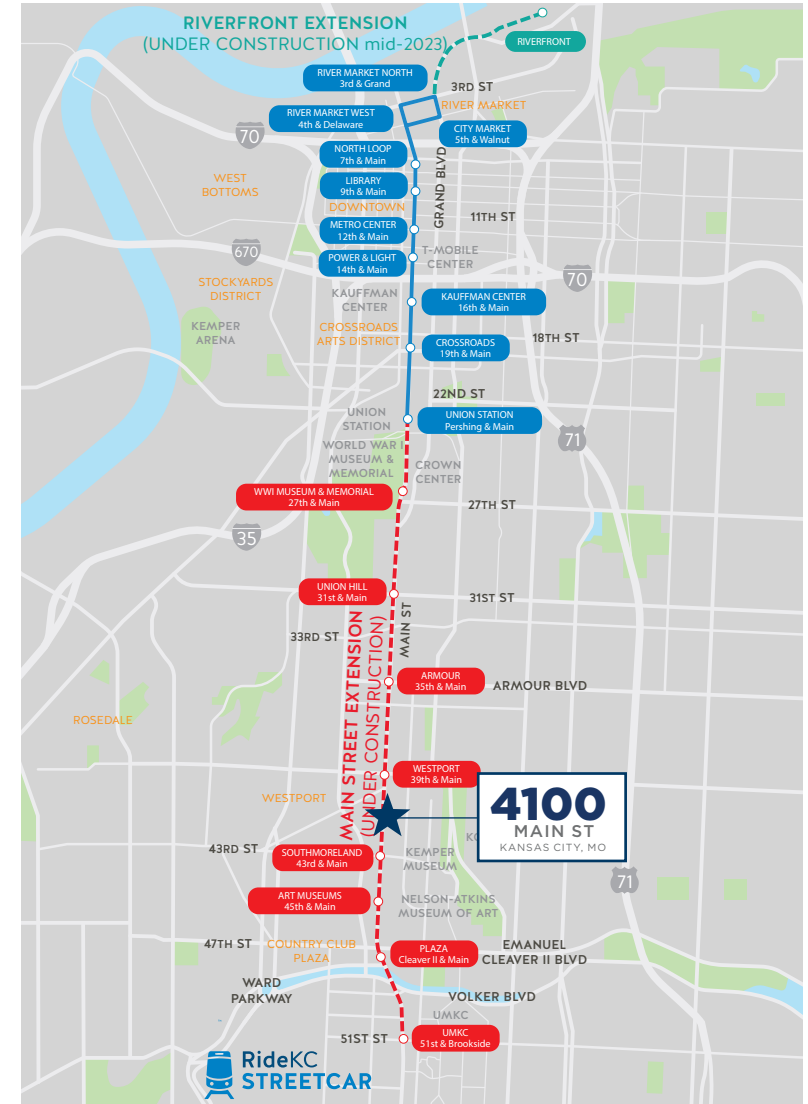 RIVERFRONT EXTENSION
(UNDER CONSTRUCTION mid-2023)
RIVERFRONT
RIVER MARKET NORTH
3rd & Grand
3RD ST
RIVER MARKET
RIVER MARKET WEST
4th & Delaware
CITY MARKET
5th & Walnut
70
NORTH LOOP
7th & Main
GRAND BLVD
WEST
BOTTOMS
LIBRARY
9th & Main
DOWNTOWN
11TH ST
METRO CENTER
12th & Main
670
T-MOBILE
CENTER
POWER & LIGHT
14th & Main
70
STOCKYARDS
DISTRICT
KAUFFMAN
CENTER
KAUFFMAN CENTER
16th & Main
KEMPER
ARENA
CROSSROADS
ARTS DISTRICT
CROSSROADS
19th & Main
18TH ST
22ND ST
UNION
STATION
UNION STATION
Pershing & Main
71
WORLD WAR I
MUSEUM &
MEMORIAL
CROWN
CENTER
WWI MUSEUM & MEMORIAL
27th & Main
27TH ST
35
UNION HILL
31st & Main
31ST ST
MAIN ST
33RD ST
MAIN STREET EXTENSION
(UNDER CONSTRUCTION)
ARMOUR
35th & Main
ARMOUR BLVD
ROSEDALE
WESTPORT
39th & Main
WESTPORT
4100
MAIN ST
KANSAS CITY, MO
43RD ST
SOUTHMORELAND
43rd & Main
KEMPER
MUSEUM
71
ART MUSEUMS
45th & Main
NELSON-ATKINS
MUSEUM OF ART
47TH ST
COUNTRY CLUB
PLAZA
PLAZA
Cleaver II & Main
EMANUEL
CLEAVER II BLVD
WARD
PARKWAY
VOLKER BLVD
UMKC
51ST ST
UMKC
51st & Brookside
RideKC
STREETCAR